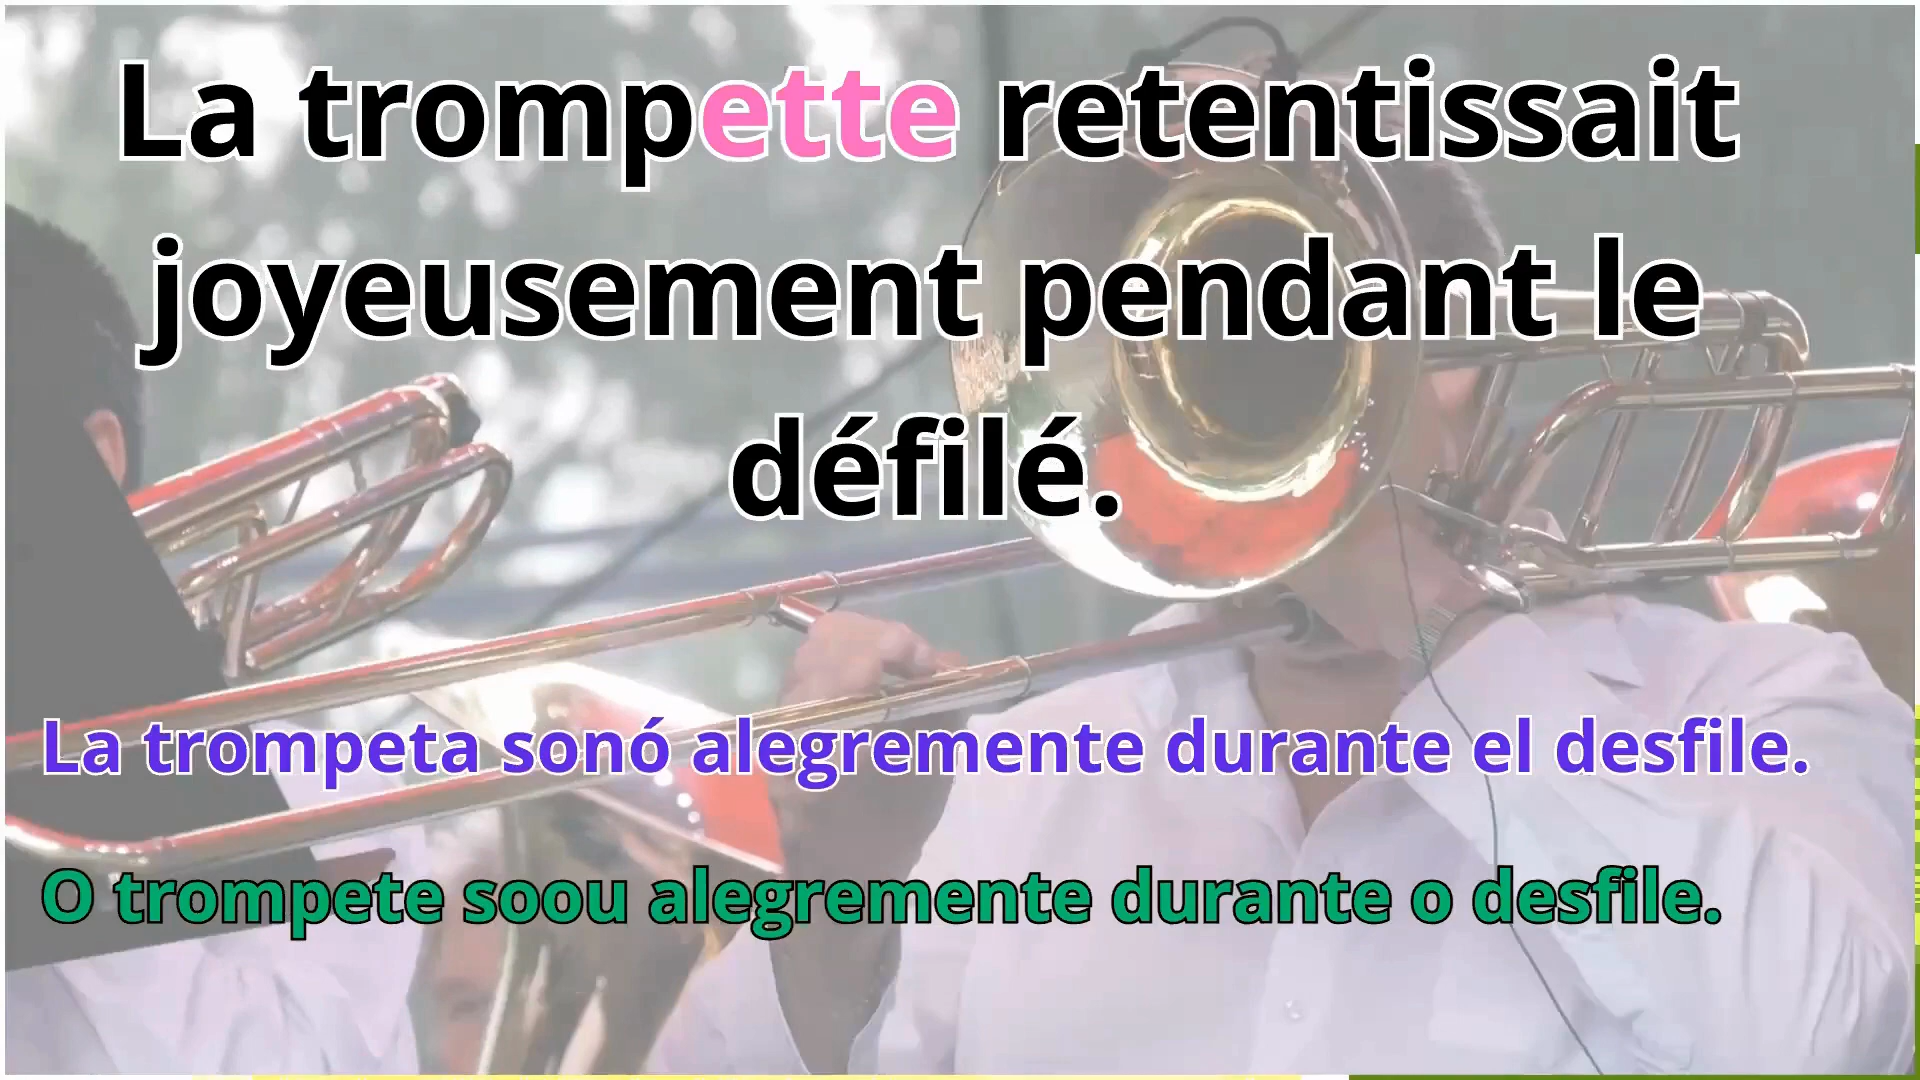 La trompette retentissait
joyeusement pendant le
défilé.
La trompeta sonó alegremente durante el desfile.
O trompete soou alegremente durante o desfile.